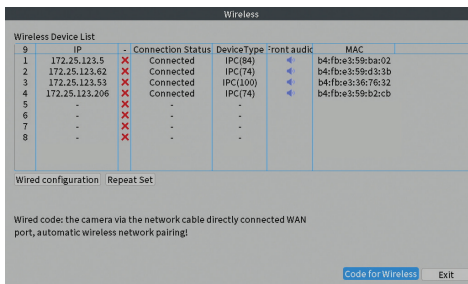 Wireless
Wireless Device List
9 IP - Connection Status DeviceType Front audio MAC
1 172.25.123.5 Connected IPC(84) b4:fb:e3:59:ba:02
2 172.25.123.62 Connected IPC(74) b4:fb:e3:59:d3:3b
3 172.25.123.53 Connected IPC(100) b4:fb:e3:36:76:32
4 172.25.123.206 Connected IPC(74) b4:fb:e3:59:b2:cb
5 - - -
6 - - -
7 - - -
8 - - -
Wired configuration Repeat Set
Wired code: the camera via the network cable directly connected WAN
port, automatic wireless network pairing!
Code for Wireless Exit